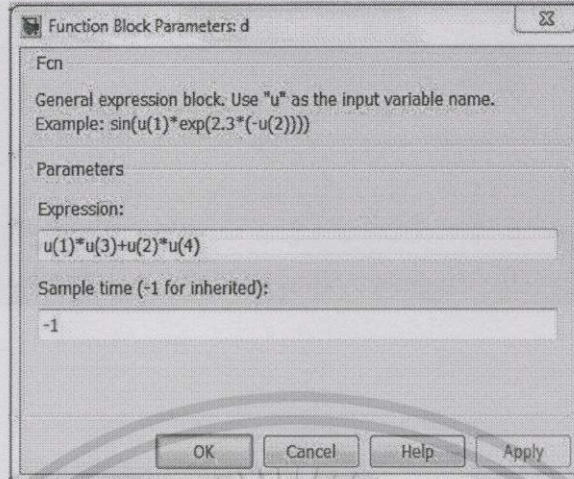 Function Block Parameters: d
Fcn
General expression block. Use "u" as the input variable name.
Example: sin(u(1)*exp(2.3*(-u(2))))
Parameters
Expression:
u(1)*u(3)+u(2)*u(4)
Sample time (-1 for inherited):
-1
OK Cancel Help Apply